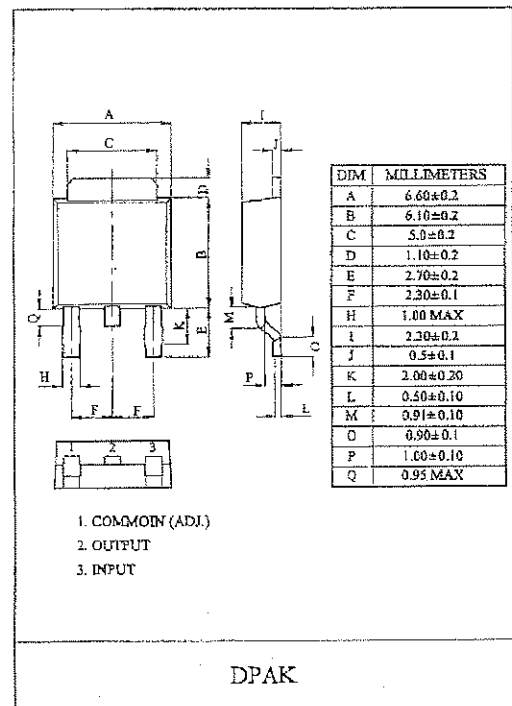 A
C
D
B
Q
K
E
H
F F
I
J
M
O
P
L
1 2 3
1. COMMOIN (ADJ.)
2. OUTPUT
3. INPUT
DIM MILLIMETERS
A 6.60±0.2
B 6.10±0.2
C 5.0±0.2
D 1.10±0.2
E 2.70±0.2
F 2.30±0.1
H 1.00 MAX
I 2.30±0.2
J 0.5±0.1
K 2.00±0.20
L 0.50±0.10
M 0.91±0.10
O 0.90±0.1
P 1.00±0.10
Q 0.95 MAX
DPAK